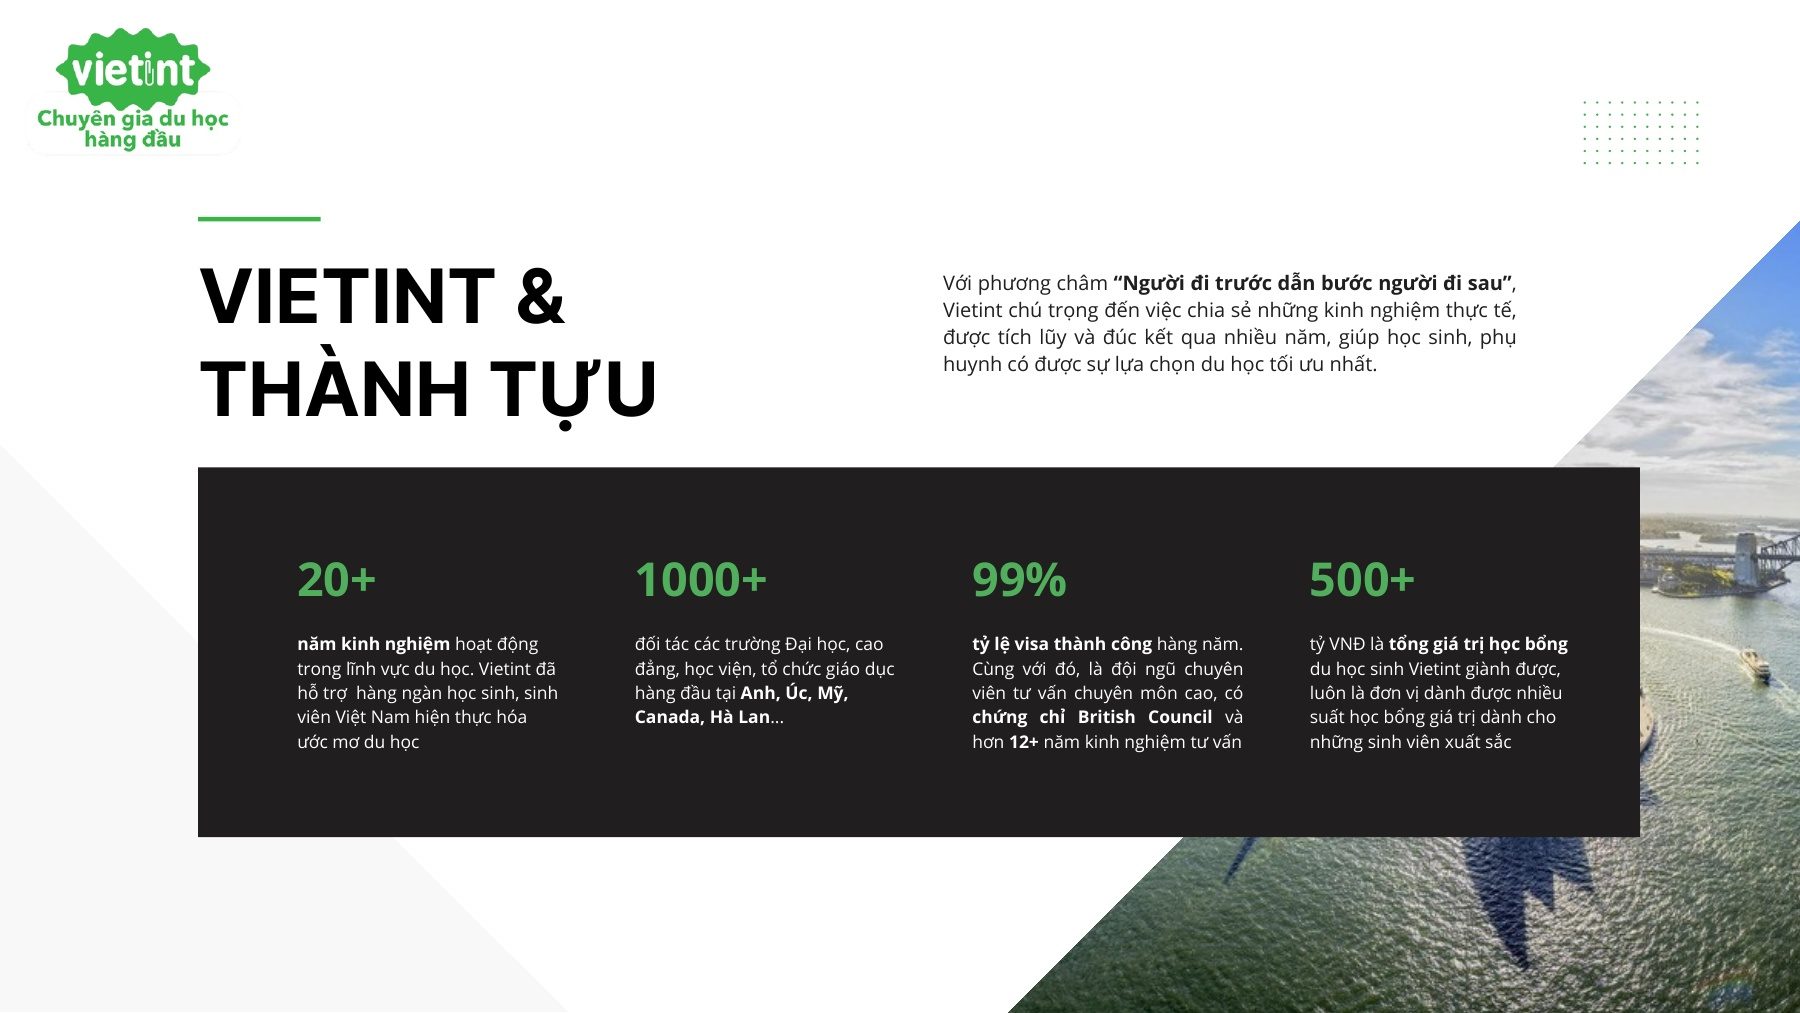 vietint
Chuyên gia du học
hàng đầu
VIETINT &
THÀNH TỰU
Với phương châm “Người đi trước dẫn bước người đi sau”,
Vietint chú trọng đến việc chia sẻ những kinh nghiệm thực tế,
được tích lũy và đúc kết qua nhiều năm, giúp học sinh, phụ
huynh có được sự lựa chọn du học tối ưu nhất.
20+
năm kinh nghiệm hoạt động
trong lĩnh vực du học. Vietint đã
hỗ trợ hàng ngàn học sinh, sinh
viên Việt Nam hiện thực hóa
ước mơ du học
1000+
đối tác các trường Đại học, cao
đẳng, học viện, tổ chức giáo dục
hàng đầu tại Anh, Úc, Mỹ,
Canada, Hà Lan...
99%
tỷ lệ visa thành công hàng năm.
Cùng với đó, là đội ngũ chuyên
viên tư vấn chuyên môn cao, có
chứng chỉ British Council và
hơn 12+ năm kinh nghiệm tư vấn
500+
tỷ VNĐ là tổng giá trị học bổng
du học sinh Vietint giành được,
luôn là đơn vị dành được nhiều
suất học bổng giá trị dành cho
những sinh viên xuất sắc